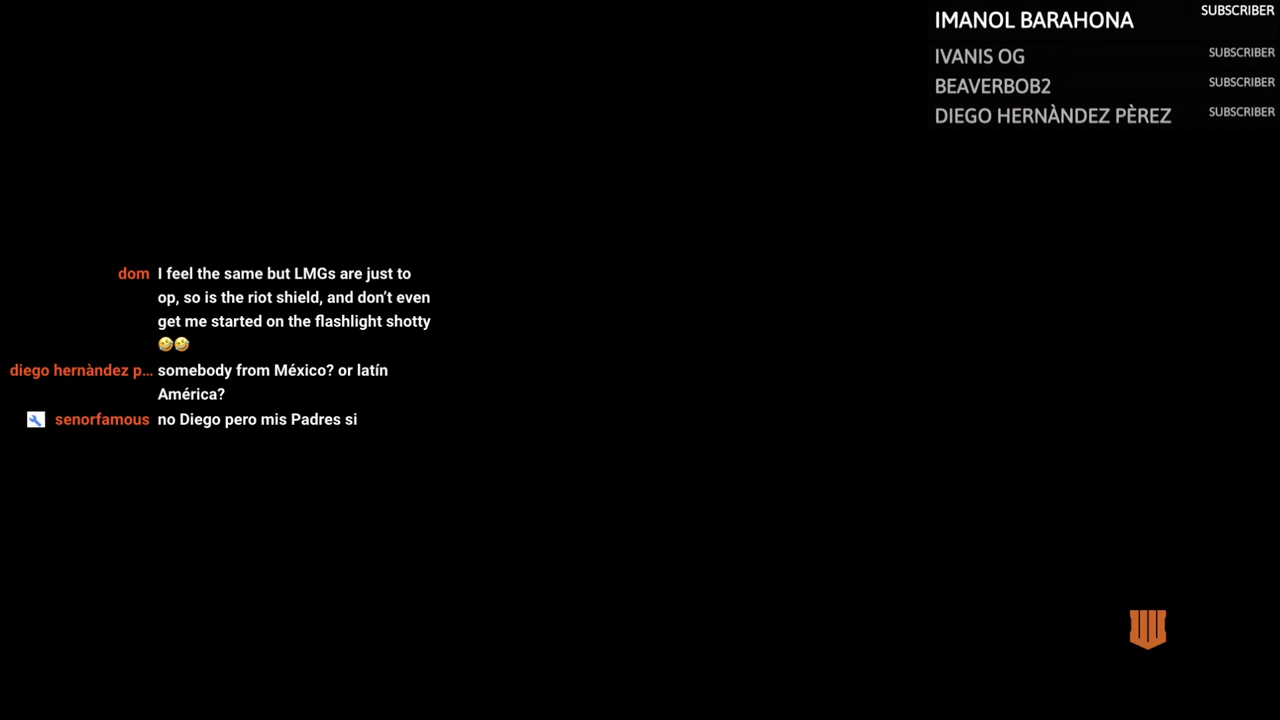 IMANOL BARAHONA SUBSCRIBER
IVANIS OG SUBSCRIBER
BEAVERBOB2 SUBSCRIBER
DIEGO HERNÀNDEZ PÈREZ SUBSCRIBER
dom I feel the same but LMGs are just to
op, so is the riot shield, and don’t even
get me started on the flashlight shotty
🤣🤣
diego hernàndez p... somebody from México? or latín
América?
senorfamous no Diego pero mis Padres si